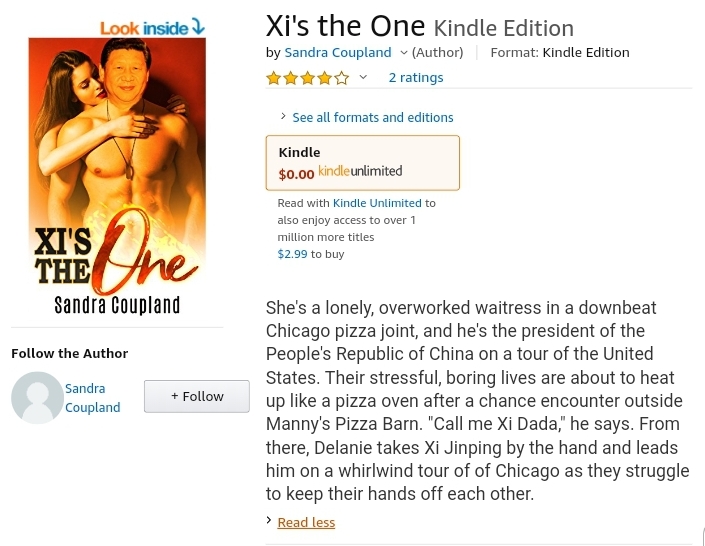 Look inside
XI'S
THE One
Sandra Coupland
Follow the Author
Sandra
Coupland
+ Follow
Xi's the One Kindle Edition
by Sandra Coupland (Author) | Format: Kindle Edition
2 ratings
› See all formats and editions
Kindle
$0.00 kindleunlimited
Read with Kindle Unlimited to
also enjoy access to over 1
million more titles
$2.99 to buy
She's a lonely, overworked waitress in a downbeat
Chicago pizza joint, and he's the president of the
People's Republic of China on a tour of the United
States. Their stressful, boring lives are about to heat
up like a pizza oven after a chance encounter outside
Manny's Pizza Barn. "Call me Xi Dada," he says. From
there, Delanie takes Xi Jinping by the hand and leads
him on a whirlwind tour of of Chicago as they struggle
to keep their hands off each other.
› Read less